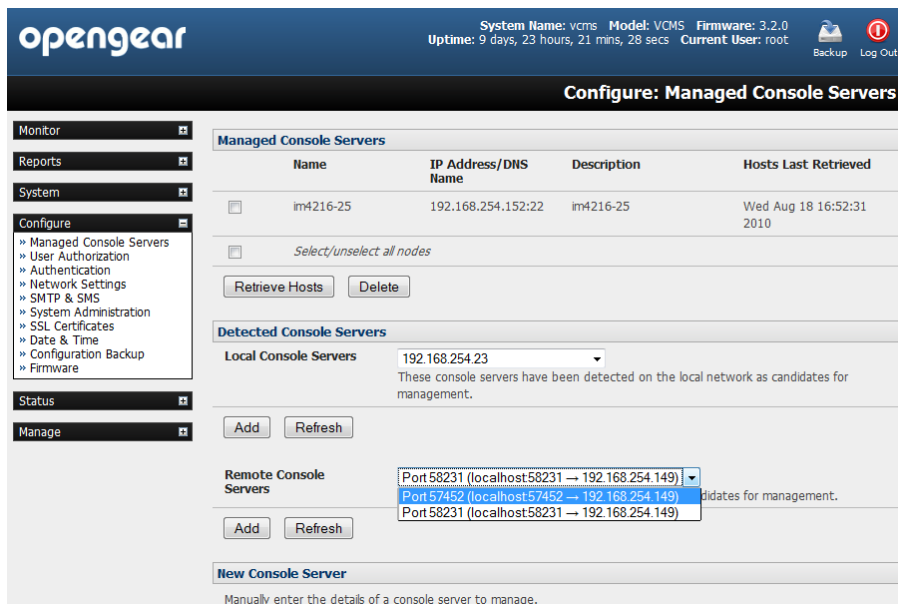 opengear
System Name: vcms Model: VCMS Firmware: 3.2.0
Uptime: 9 days, 23 hours, 21 mins, 28 secs Current User: root
Backup
Log Out
Configure: Managed Console Servers
Monitor
Reports
System
Configure
» Managed Console Servers
» User Authorization
» Authentication
» Network Settings
» SMTP & SMS
» System Administration
» SSL Certificates
» Date & Time
» Configuration Backup
» Firmware
Status
Manage
Managed Console Servers
Name
IP Address/DNS
Name
Description
Hosts Last Retrieved
im4216-25
192.168.254.152:22
im4216-25
Wed Aug 18 16:52:31
2010
Select/unselect all nodes
Retrieve Hosts
Delete
Detected Console Servers
Local Console Servers
192.168.254.23
These console servers have been detected on the local network as candidates for
management.
Add
Refresh
Remote Console
Servers
Port 58231 (localhost:58231 → 192.168.254.149)
Port 57452 (localhost:57452 → 192.168.254.149)
Port 58231 (localhost:58231 → 192.168.254.149)
didates for management.
Add
Refresh
New Console Server
Manually enter the details of a console server to manage.